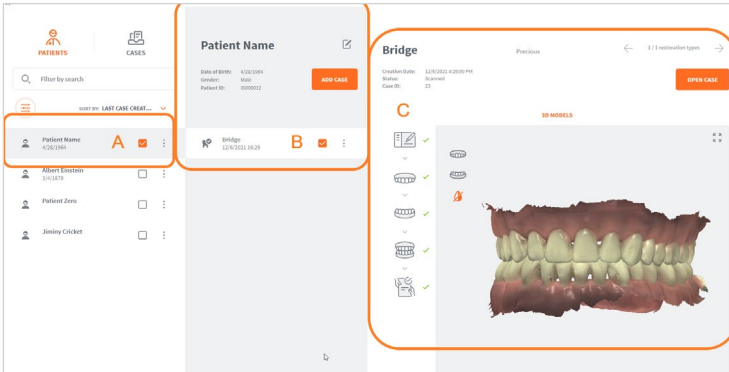 PATIENTS
CASES
Filter by search
SORT BY: LAST CASE CREAT...
Patient Name
4/28/1984
A
Albert Einstein
3/4/1879
Patient Zero
Jiminy Cricket
Patient Name
Date of Birth: 4/28/1984
Gender: Male
Patient ID: 00000012
ADD CASE
Bridge
12/6/2021 16:29
B
Bridge
Precious
1 / 1 restoration types
Creation Date: 12/6/2021 4:29:00 PM
Status: Scanned
Case ID: 23
OPEN CASE
C
3D MODELS